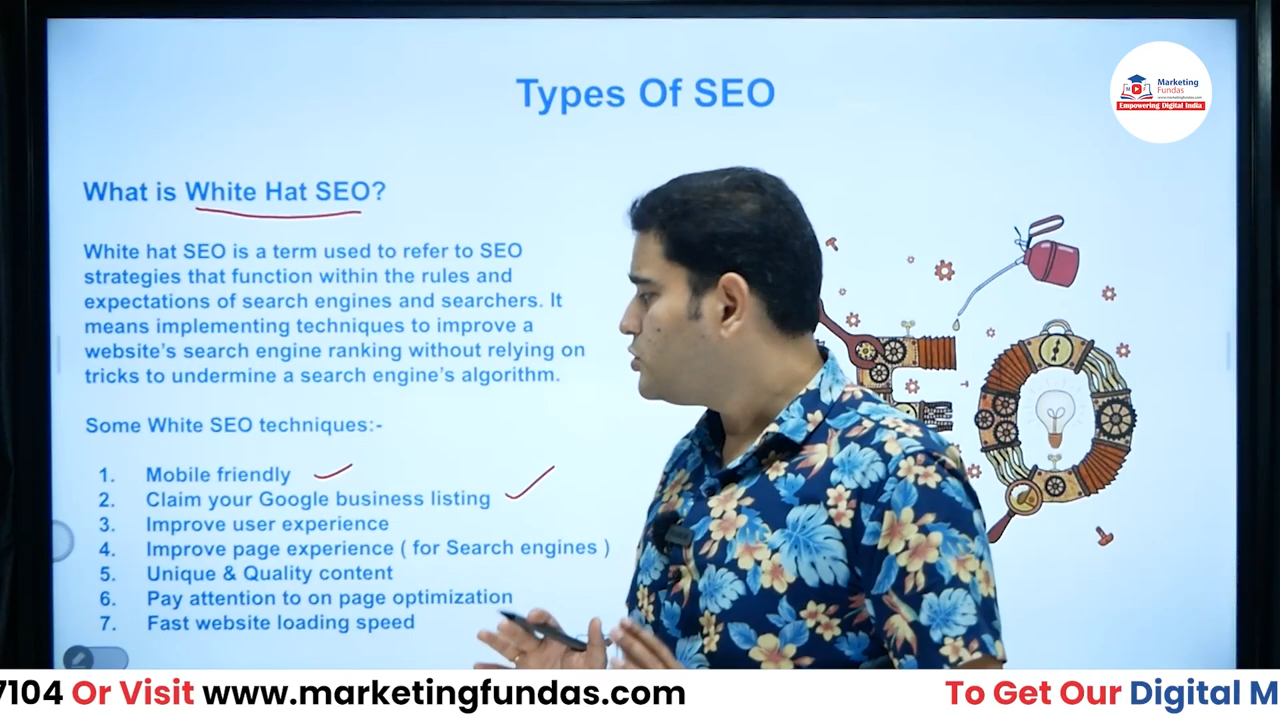 Types Of SEO
Marketing
Fundas
www.marketingfundas.com
Empowering Digital India
What is White Hat SEO?
White hat SEO is a term used to refer to SEO
strategies that function within the rules and
expectations of search engines and searchers. It
means implementing techniques to improve a
website's search engine ranking without relying on
tricks to undermine a search engine's algorithm.
Some White SEO techniques:-
1. Mobile friendly
2. Claim your Google business listing
3. Improve user experience
4. Improve page experience ( for Search engines )
5. Unique & Quality content
6. Pay attention to on page optimization
7. Fast website loading speed
EO
7104 Or Visit www.marketingfundas.com To Get Our Digital M